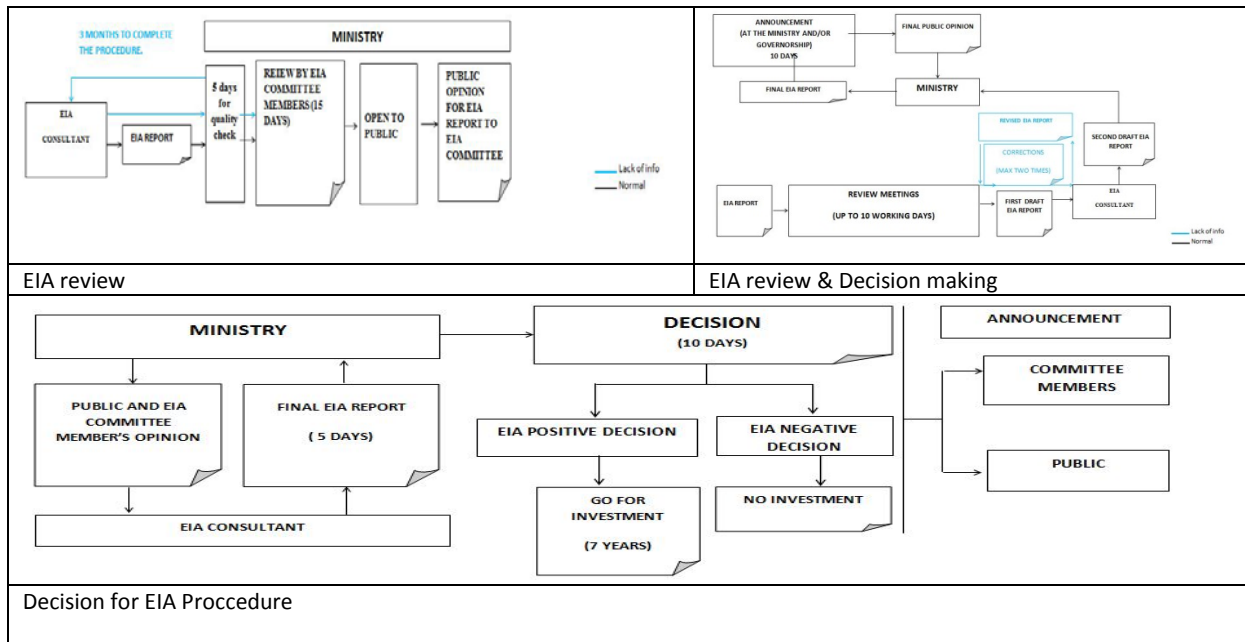 3 MONTHS TO COMPLETE
THE PROCEDURE.
MINISTRY
EIA
CONSULTANT
EIA REPORT
5 days
for
quality
check
REIEW BY EIA
COMMITTEE
MEMBERS (15
DAYS)
OPEN TO
PUBLIC
PUBLIC
OPINION
FOR EIA
REPORT TO
EIA
COMMITTEE
Lack of info
Normal
EIA review
ANNOUNCEMENT
(AT THE MINISTRY AND/OR
GOVERNORSHIP)
10 DAYS
FINAL PUBLIC OPINION
FINAL EIA REPORT
MINISTRY
REVISED EIA REPORT
CORRECTIONS
(MAX TWO TIMES)
SECOND DRAFT EIA
REPORT
EIA REPORT
REVIEW MEETINGS
(UP TO 10 WORKING DAYS)
FIRST DRAFT
EIA REPORT
EIA
CONSULTANT
Lack of info
Normal
EIA review & Decision making
MINISTRY
DECISION
(10 DAYS)
ANNOUNCEMENT
PUBLIC AND EIA
COMMITTEE
MEMBER'S OPINION
FINAL EIA REPORT
( 5 DAYS)
EIA POSITIVE DECISION
EIA NEGATIVE
DECISION
COMMITTEE
MEMBERS
PUBLIC
EIA CONSULTANT
GO FOR
INVESTMENT
(7 YEARS)
NO INVESTMENT
Decision for EIA Proccedure